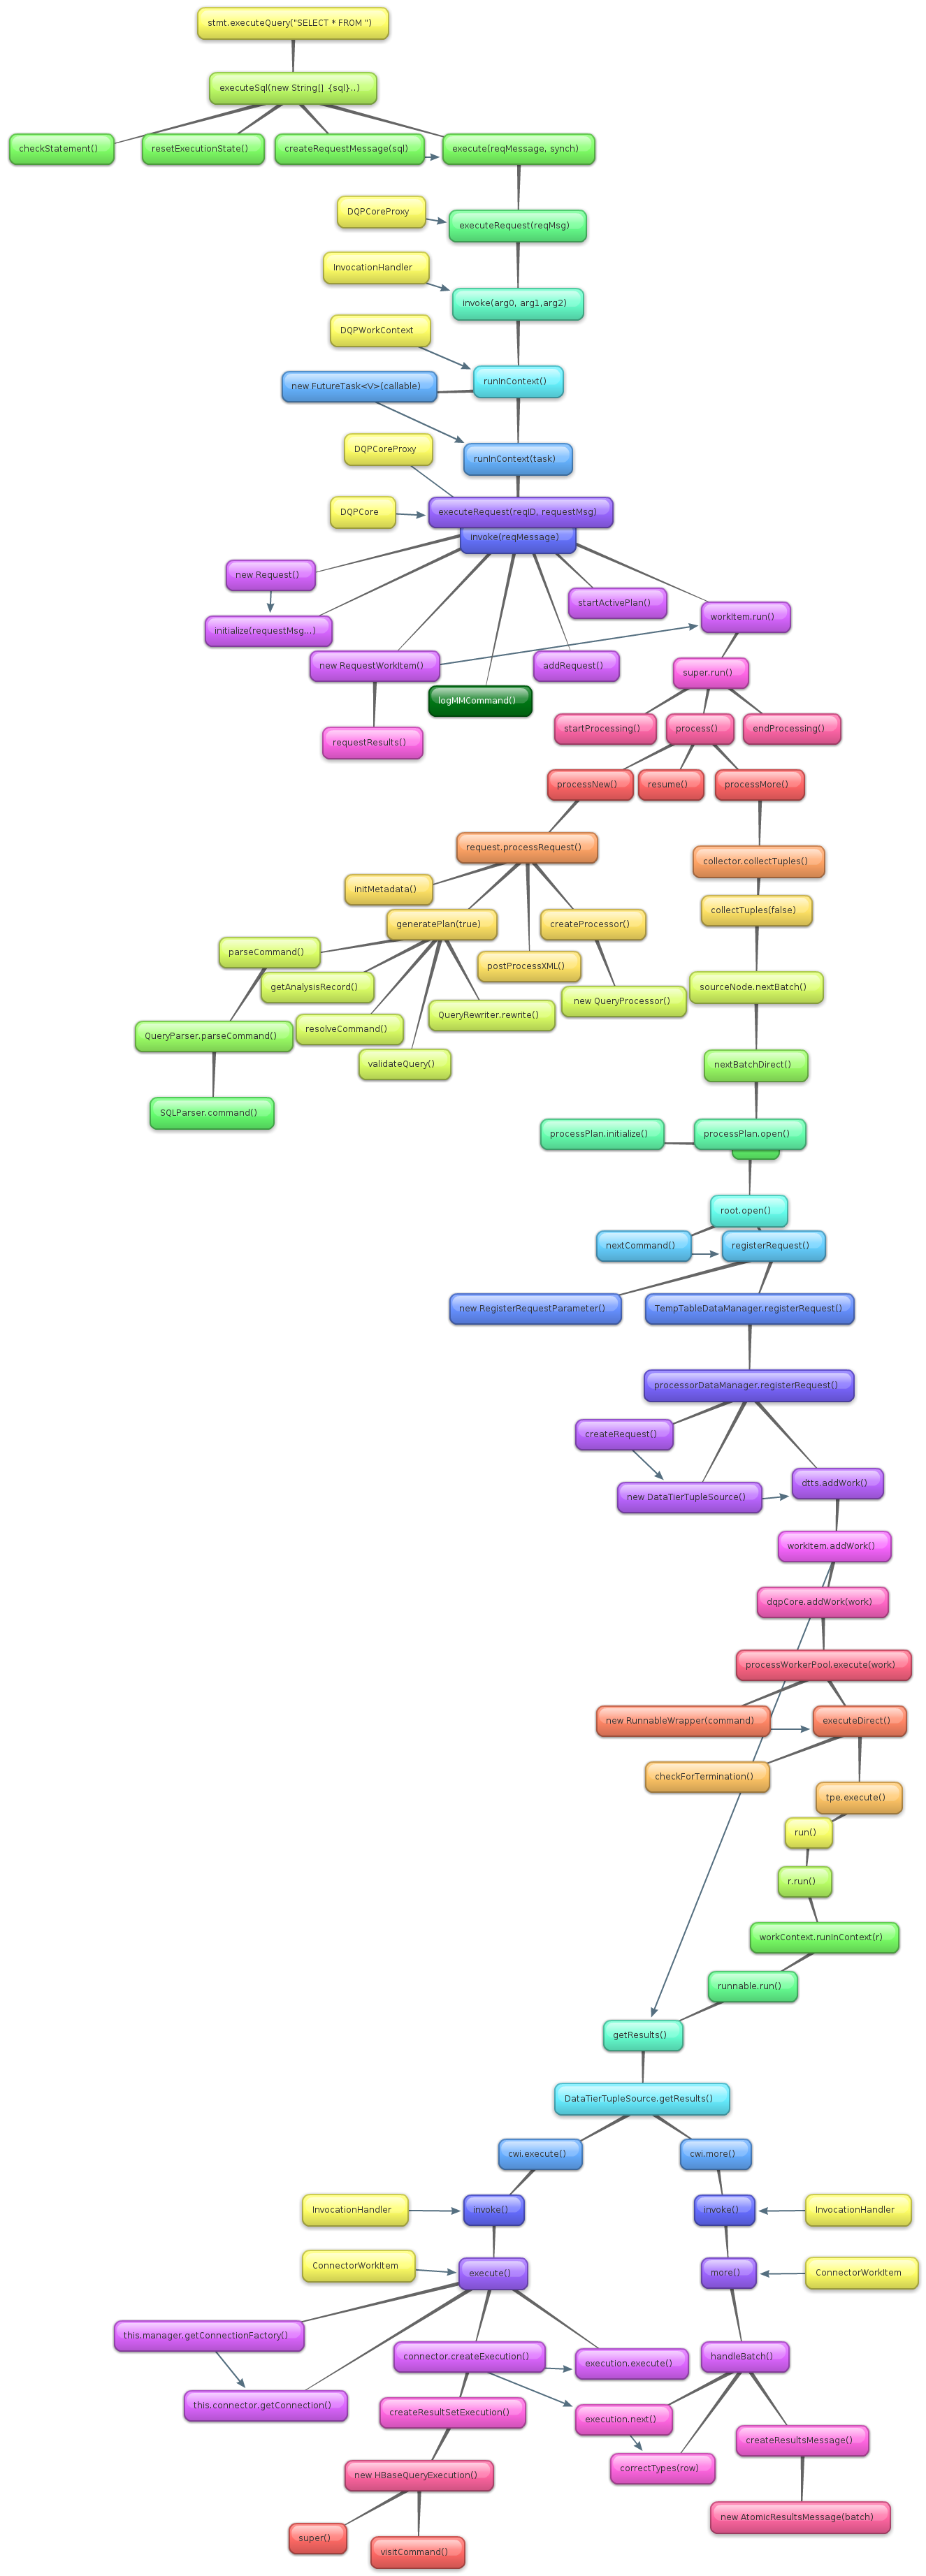 stmt.executeQuery("SELECT * FROM ")
executeSql(new String[] {sql}..)
checkStatement()
resetExecutionState()
createRequestMessage(sql)
execute(reqMessage, synch)
DQPCoreProxy
executeRequest(reqMsg)
InvocationHandler
invoke(arg0, arg1,arg2)
DQPWorkContext
runInContext()
new FutureTask<V>(callable)
DQPCoreProxy
runInContext(task)
DQPCore
executeRequest(reqID, requestMsg)
invoke(reqMessage)
new Request()
startActivePlan()
workItem.run()
initialize(requestMsg...)
new RequestWorkItem()
addRequest()
super.run()
logMMCommand()
requestResults()
startProcessing()
process()
endProcessing()
processNew()
resume()
processMore()
request.processRequest()
collector.collectTuples()
initMetadata()
collectTuples(false)
generatePlan(true)
createProcessor()
parseCommand()
postProcessXML()
getAnalysisRecord()
sourceNode.nextBatch()
new QueryProcessor()
QueryRewriter.rewrite()
resolveCommand()
QueryParser.parseCommand()
validateQuery()
nextBatchDirect()
SQLParser.command()
processPlan.initialize()
processPlan.open()
root.open()
nextCommand()
registerRequest()
new RegisterRequestParameter()
TempTableDataManager.registerRequest()
processorDataManager.registerRequest()
createRequest()
dtts.addWork()
new DataTierTupleSource()
workItem.addWork()
dqpCore.addWork(work)
processWorkerPool.execute(work)
new RunnableWrapper(command)
executeDirect()
checkForTermination()
tpe.execute()
run()
r.run()
workContext.runInContext(r)
runnable.run()
getResults()
DataTierTupleSource.getResults()
cwi.execute()
cwi.more()
InvocationHandler
invoke()
invoke()
InvocationHandler
ConnectorWorkItem
execute()
more()
ConnectorWorkItem
this.manager.getConnectionFactory()
connector.createExecution()
execution.execute()
handleBatch()
this.connector.getConnection()
createResultSetExecution()
execution.next()
createResultsMessage()
correctTypes(row)
new HBaseQueryExecution()
new AtomicResultsMessage(batch)
super()
visitCommand()